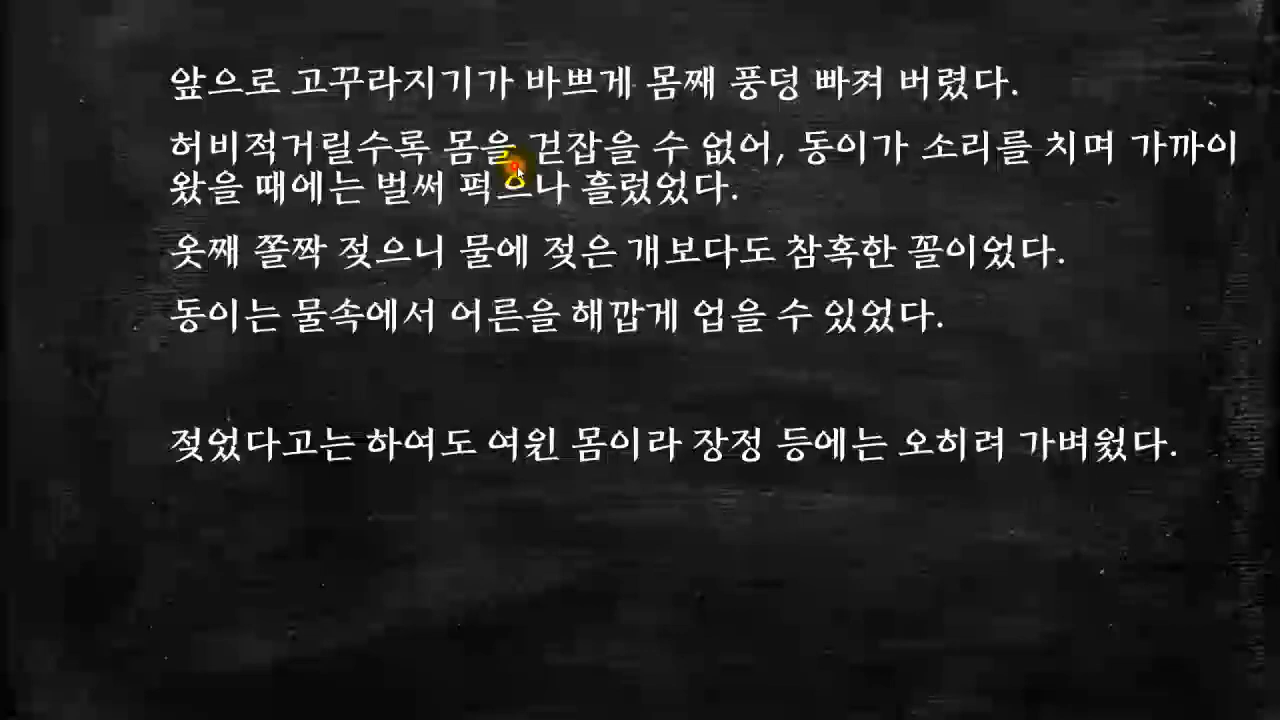 앞으로 고꾸라지기가 바쁘게 몸째 풍덩 빠져 버렸다.
허비적거릴수록 몸을 걷잡을 수 없어, 동이가 소리를 치며 가까이
왔을 때에는 벌써 퍽으나 흘렀었다.
옷째 쫄짝 젖으니 물에 젖은 개보다도 참혹한 꼴이었다.
동이는 물속에서 어른을 해깝게 업을 수 있었다.
젖었다고는 하여도 여윈 몸이라 장정 등에는 오히려 가벼웠다.